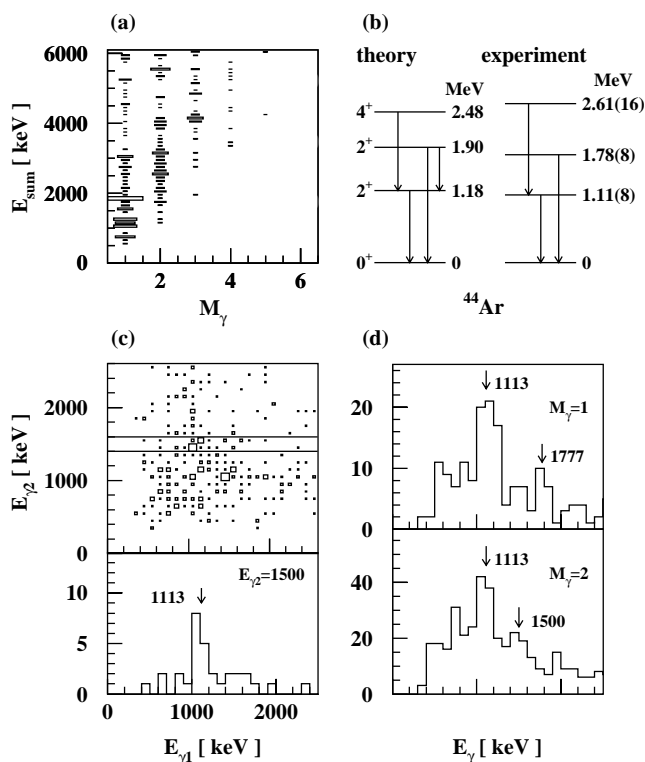 (a)
6000
4000
2000
0
E_sum [ keV ]
2 4 6
M_γ
(b)
theory experiment
MeV MeV
4⁺ 2.48
2⁺ 1.90
2⁺ 1.18
0⁺ 0
2.61(16)
1.78(8)
1.11(8)
0
⁴⁴Ar
(c)
2000
1000
0
E_γ2 [ keV ]
E_γ2=1500
1113
10
5
0
0 1000 2000
E_γ1 [ keV ]
(d)
1113
M_γ=1
1777
20
10
0
1113
M_γ=2
1500
40
20
0
E_γ [ keV ]